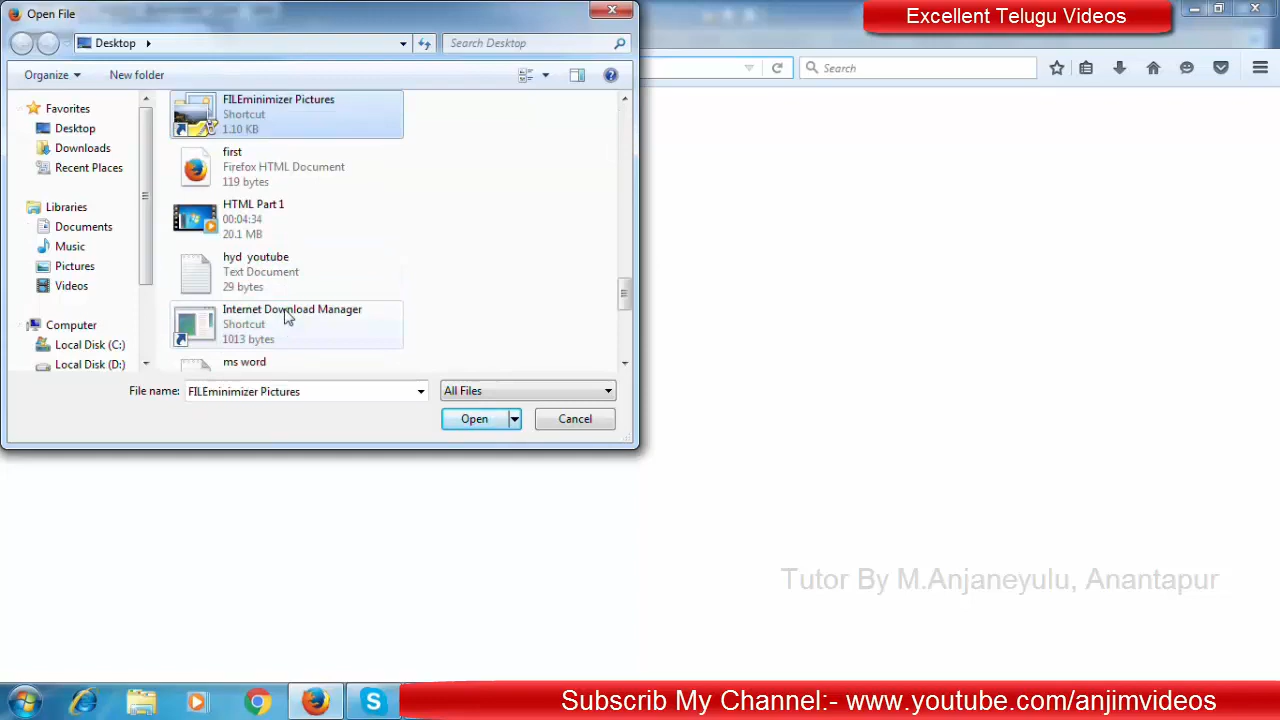 Open File
Excellent Telugu Videos
Desktop
Search Desktop
Search
Organize
New folder
Favorites
Desktop
Downloads
Recent Places
Libraries
Documents
Music
Pictures
Videos
Computer
Local Disk (C:)
Local Disk (D:)
FILEminimizer Pictures
Shortcut
1.10 KB
first
Firefox HTML Document
119 bytes
HTML Part 1
00:04:34
20.1 MB
hyd youtube
Text Document
29 bytes
Internet Download Manager
Shortcut
1013 bytes
ms word
File name:
FILEminimizer Pictures
All Files
Open
Cancel
Tutor By M.Anjaneyulu, Anantapur
Subscrib My Channel:- www.youtube.com/anjimvideos